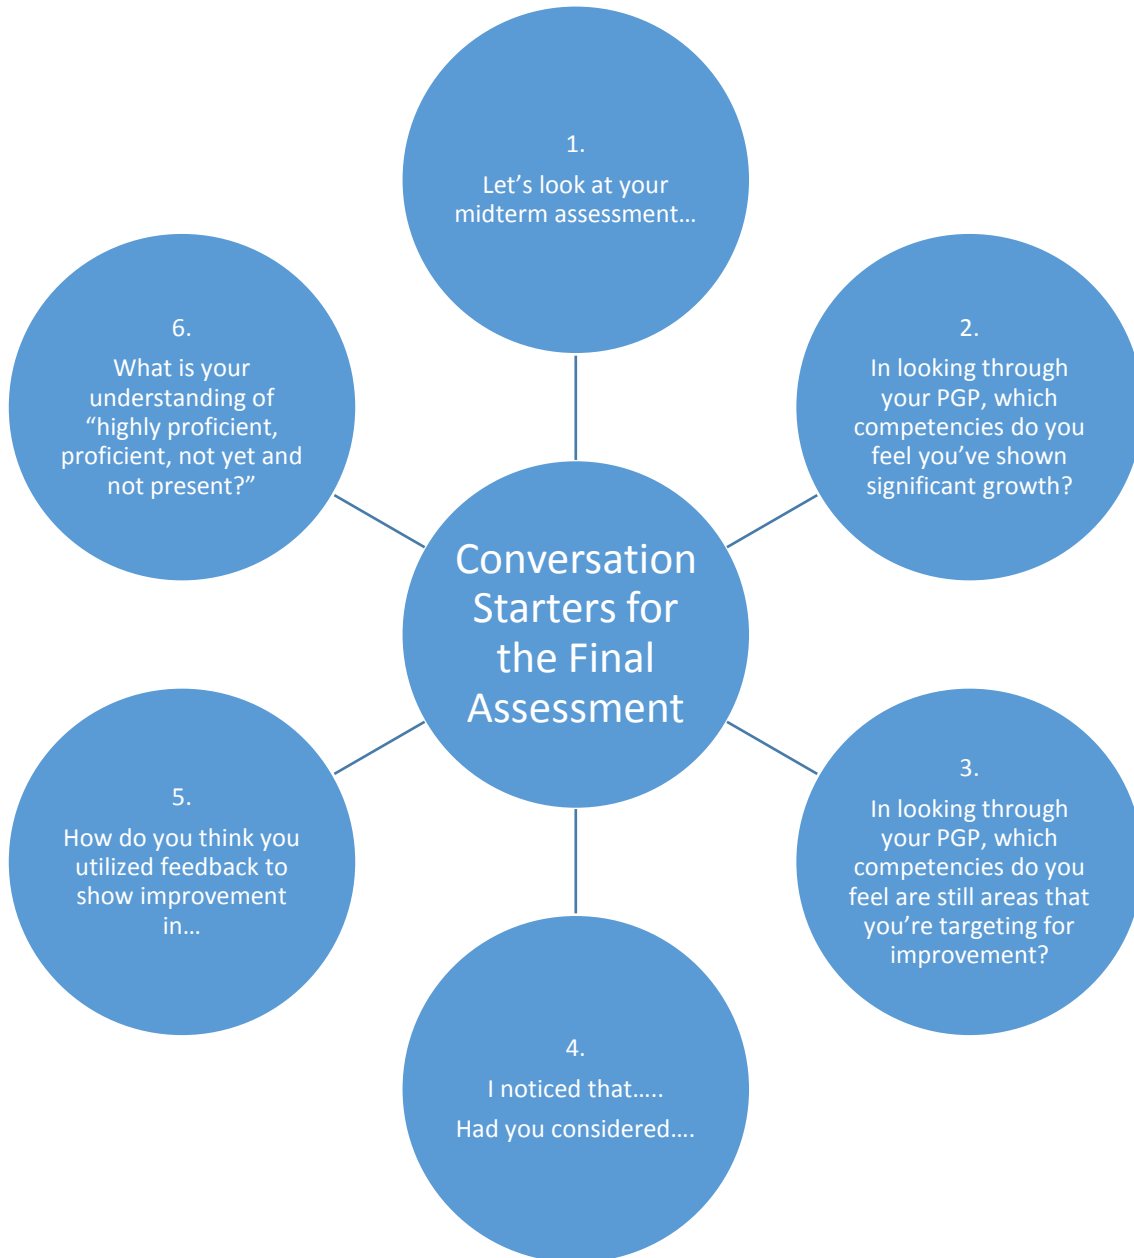 1.
Let’s look at your
midterm assessment…
2.
In looking through
your PGP, which
competencies do you
feel you’ve shown
significant growth?
3.
In looking through
your PGP, which
competencies do you
feel are still areas that
you’re targeting for
improvement?
4.
I noticed that…..
Had you considered….
5.
How do you think you
utilized feedback to
show improvement
in…
6.
What is your
understanding of
“highly proficient,
proficient, not yet and
not present?”
Conversation
Starters for
the Final
Assessment